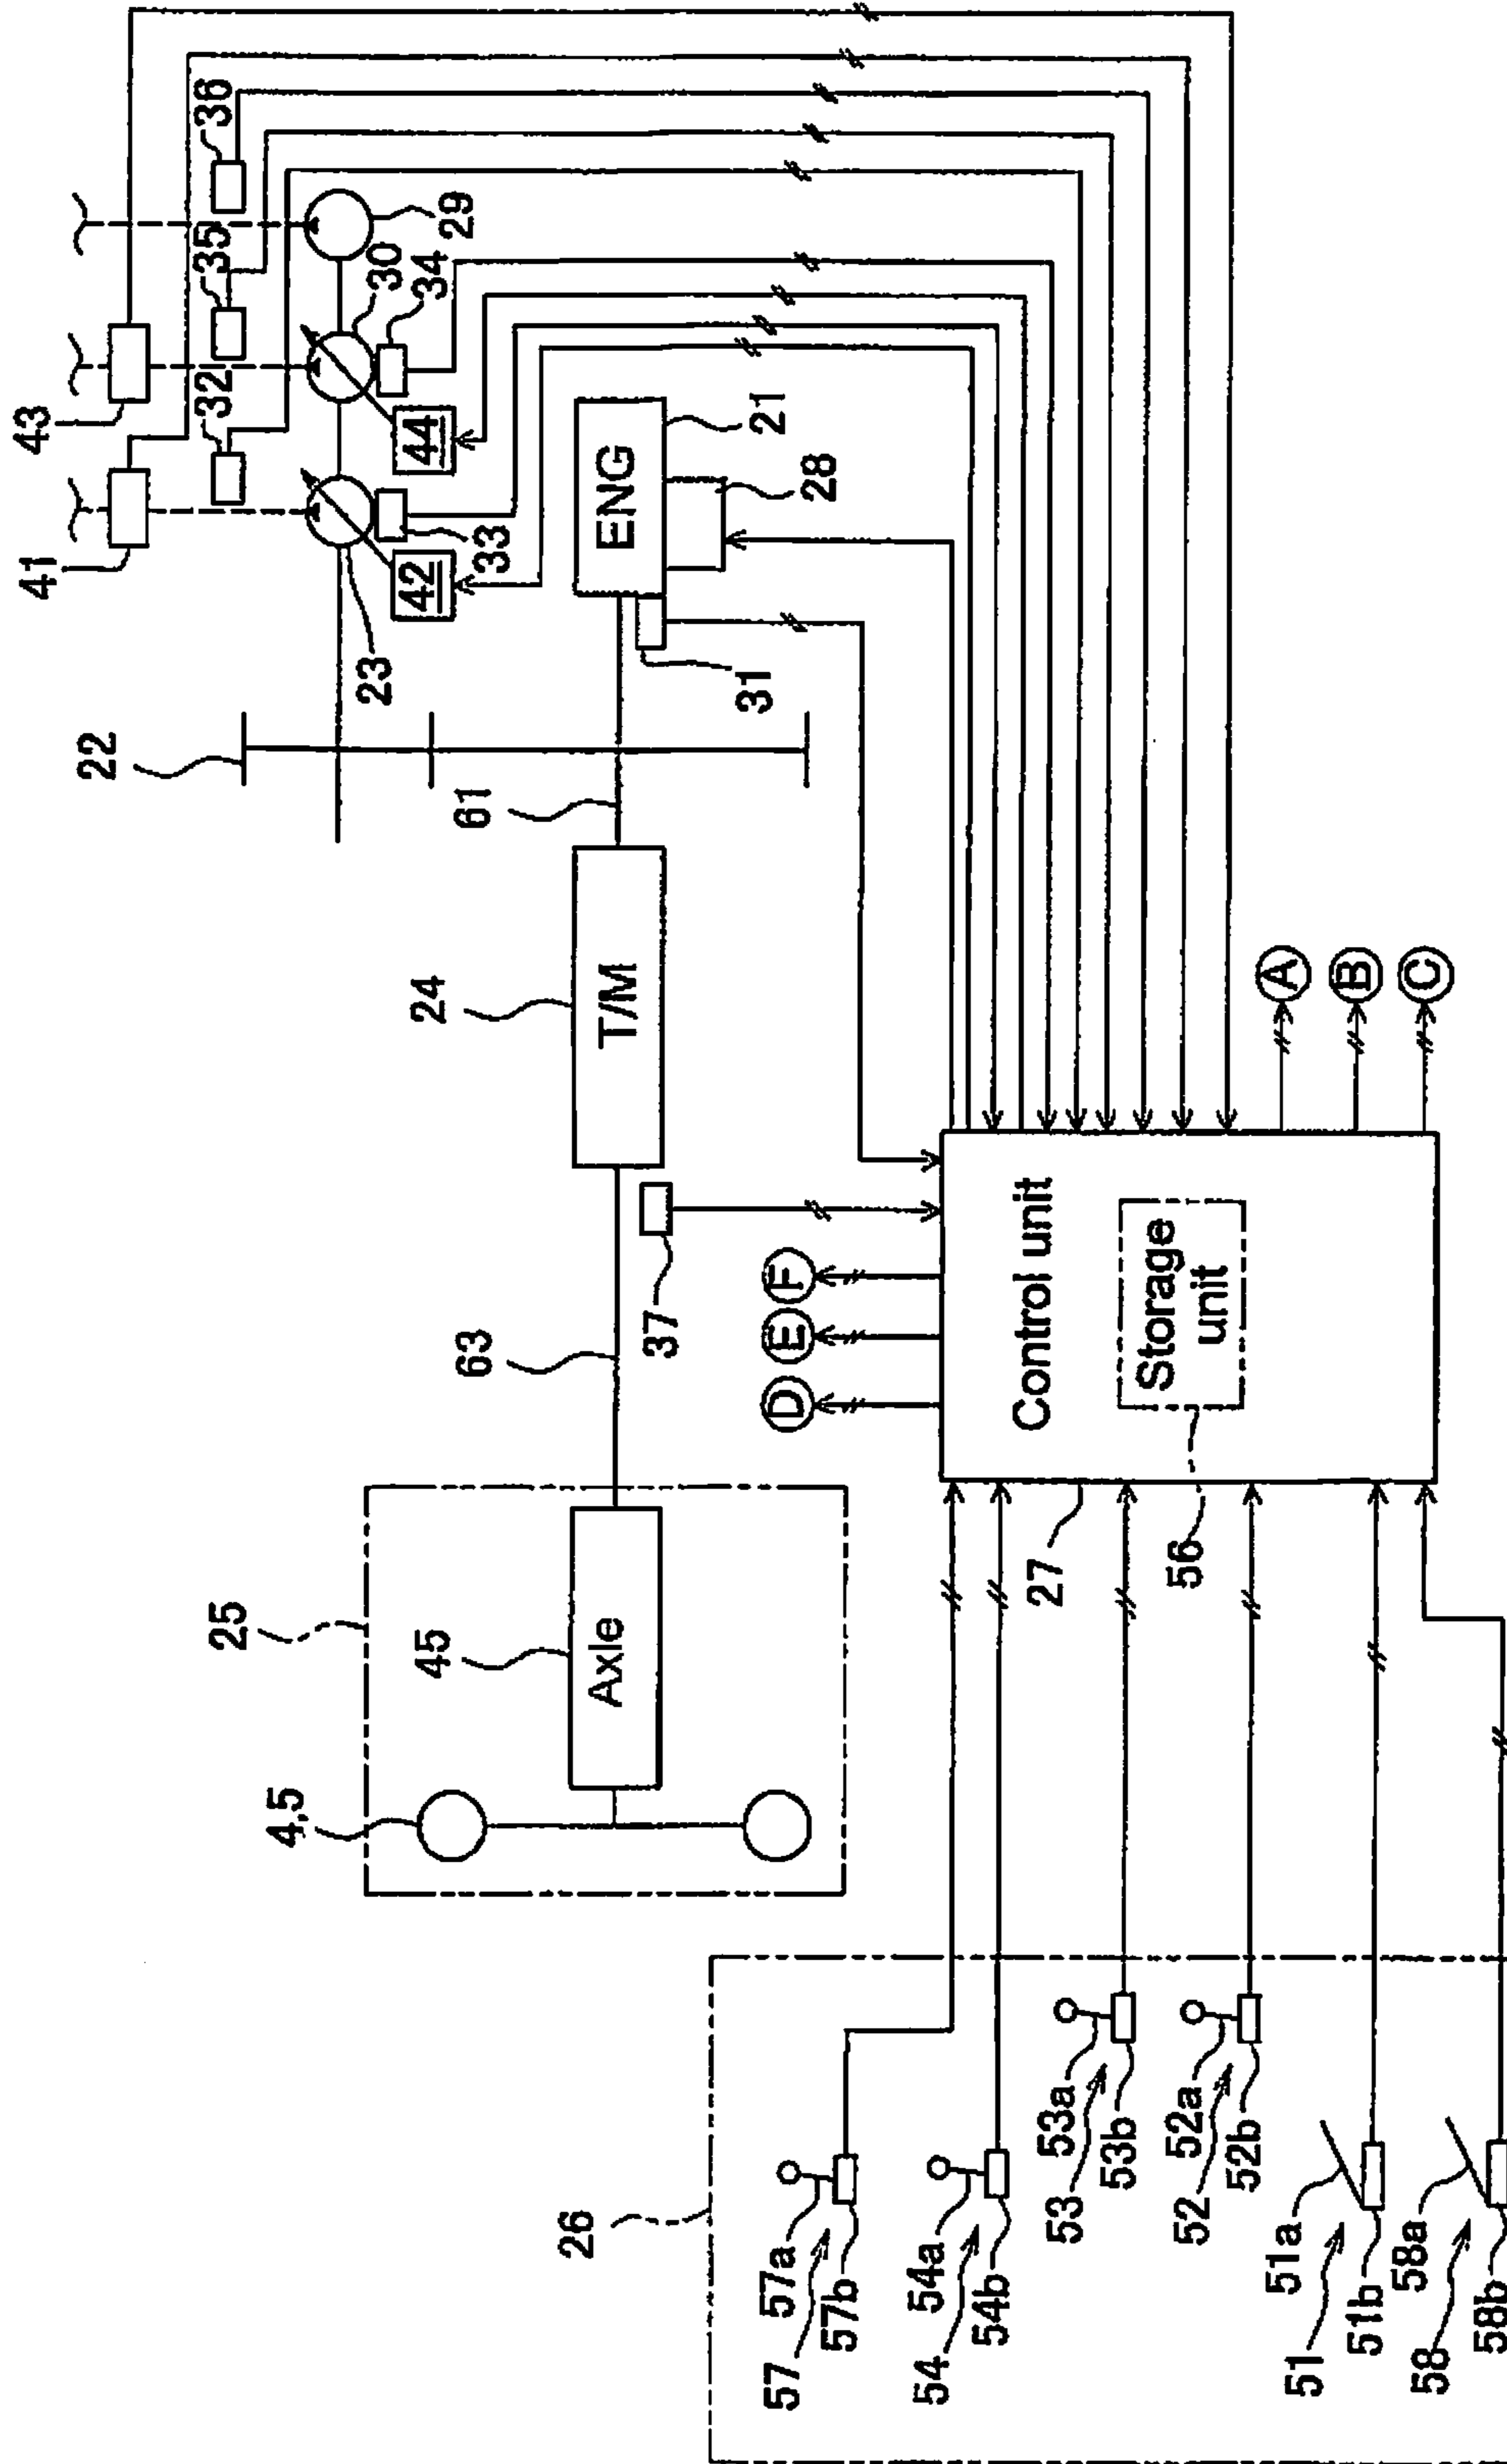 26
57a
57
57b
54a
54
54b
53a
53
53b
52a
52
52b
51a
51
51b
58a
58
58b
25
4,5
45
Axle
63
37
24
T/M
61
22
41
43
32
35
36
23
42
33
44
34
30
29
ENG
21
28
31
D
E
F
27
Control unit
Storage
unit
56
A
B
C